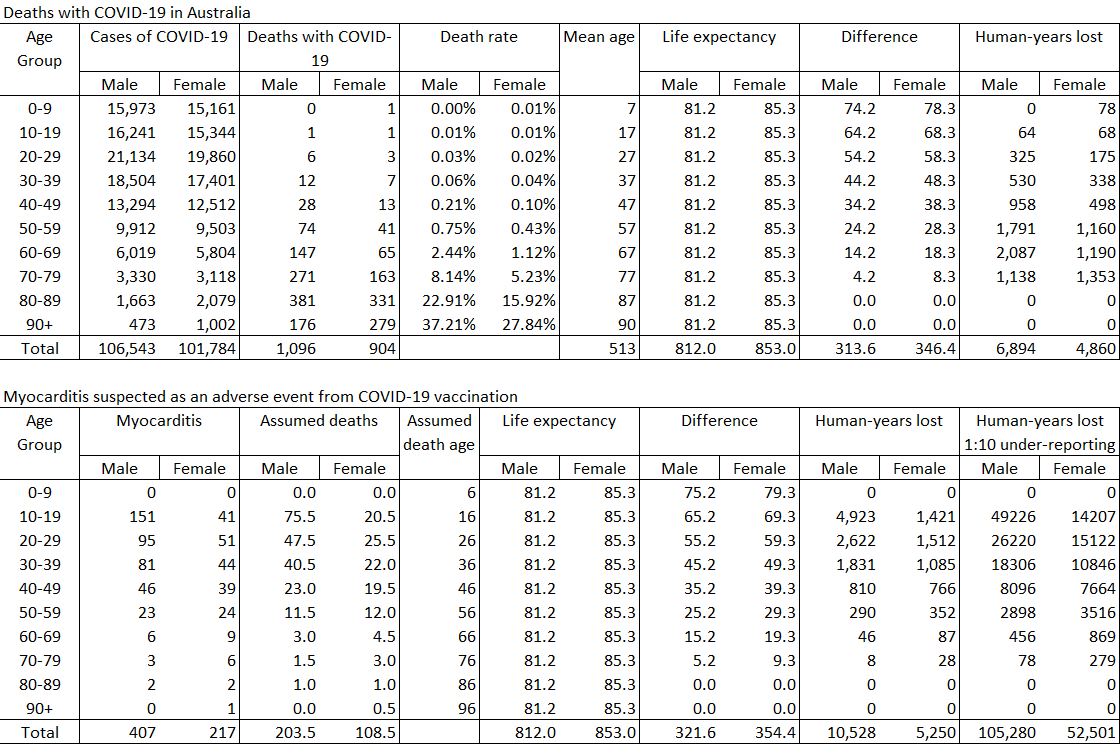 Deaths with COVID-19 in Australia
Age Group Cases of COVID-19 Deaths with COVID-19 Death rate Mean age Life expectancy Difference Human-years lost
Male Female Male Female Male Female Male Female Male Female Male Female
0-9 15,973 15,161 0 1 0.00% 0.01% 7 81.2 85.3 74.2 78.3 0 78
10-19 16,241 15,344 1 1 0.01% 0.01% 17 81.2 85.3 64.2 68.3 64 68
20-29 21,134 19,860 6 3 0.03% 0.02% 27 81.2 85.3 54.2 58.3 325 175
30-39 18,504 17,401 12 7 0.06% 0.04% 37 81.2 85.3 44.2 48.3 530 338
40-49 13,294 12,512 28 13 0.21% 0.10% 47 81.2 85.3 34.2 38.3 958 498
50-59 9,912 9,503 74 41 0.75% 0.43% 57 81.2 85.3 24.2 28.3 1,791 1,160
60-69 6,019 5,804 147 65 2.44% 1.12% 67 81.2 85.3 14.2 18.3 2,087 1,190
70-79 3,330 3,118 271 163 8.14% 5.23% 77 81.2 85.3 4.2 8.3 1,138 1,353
80-89 1,663 2,079 381 331 22.91% 15.92% 87 81.2 85.3 0.0 0.0 0 0
90+ 473 1,002 176 279 37.21% 27.84% 90 81.2 85.3 0.0 0.0 0 0
Total 106,543 101,784 1,096 904 513 812.0 853.0 313.6 346.4 6,894 4,860
Myocarditis suspected as an adverse event from COVID-19 vaccination
Age Group Myocarditis Assumed deaths Assumed death age Life expectancy Difference Human-years lost Human-years lost 1:10 under-reporting
Male Female Male Female Male Female Male Female Male Female Male Female
0-9 0 0 0.0 0.0 6 81.2 85.3 75.2 79.3 0 0 0 0
10-19 151 41 75.5 20.5 16 81.2 85.3 65.2 69.3 4,923 1,421 49226 14207
20-29 95 51 47.5 25.5 26 81.2 85.3 55.2 59.3 2,622 1,512 26220 15122
30-39 81 44 40.5 22.0 36 81.2 85.3 45.2 49.3 1,831 1,085 18306 10846
40-49 46 39 23.0 19.5 46 81.2 85.3 35.2 39.3 810 766 8096 7664
50-59 23 24 11.5 12.0 56 81.2 85.3 25.2 29.3 290 352 2898 3516
60-69 6 9 3.0 4.5 66 81.2 85.3 15.2 19.3 46 87 456 869
70-79 3 6 1.5 3.0 76 81.2 85.3 5.2 9.3 8 28 78 279
80-89 2 2 1.0 1.0 86 81.2 85.3 0.0 0.0 0 0 0 0
90+ 0 1 0.0 0.5 96 81.2 85.3 0.0 0.0 0 0 0 0
Total 407 217 203.5 108.5 812.0 853.0 321.6 354.4 10,528 5,250 105,280 52,501